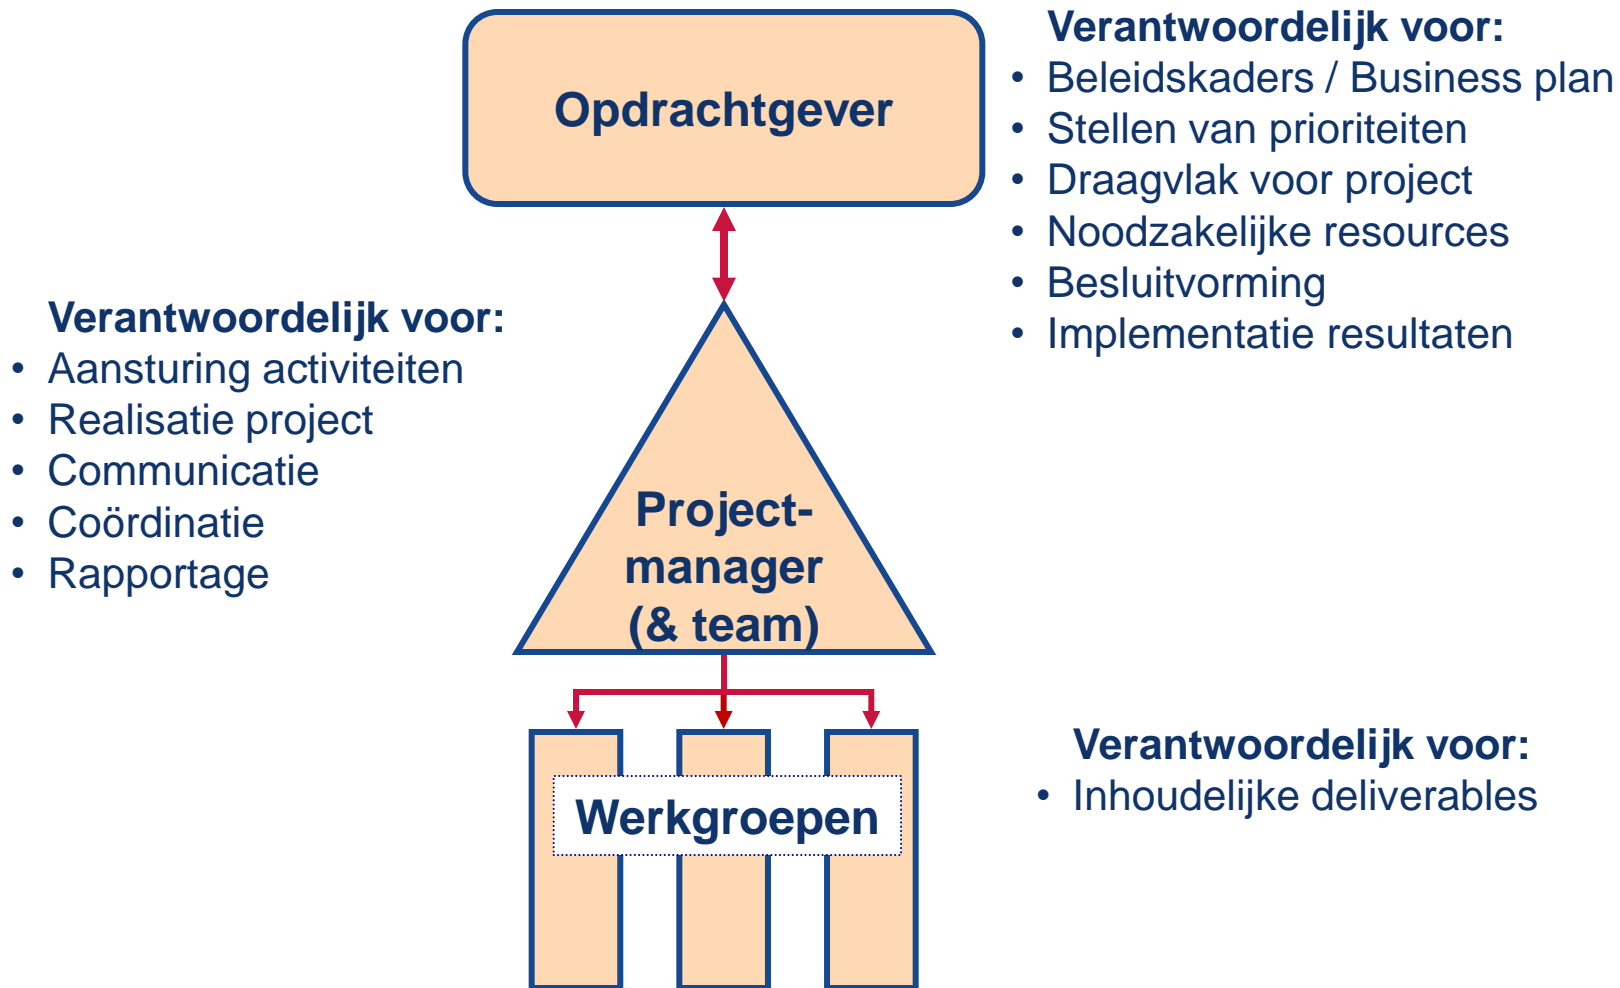 Opdrachtgever
Verantwoordelijk voor:
• Beleidskaders / Business plan
• Stellen van prioriteiten
• Draagvlak voor project
• Noodzakelijke resources
• Besluitvorming
• Implementatie resultaten
Verantwoordelijk voor:
• Aansturing activiteiten
• Realisatie project
• Communicatie
• Coördinatie
• Rapportage
Project-
manager
(& team)
Werkgroepen
Verantwoordelijk voor:
• Inhoudelijke deliverables